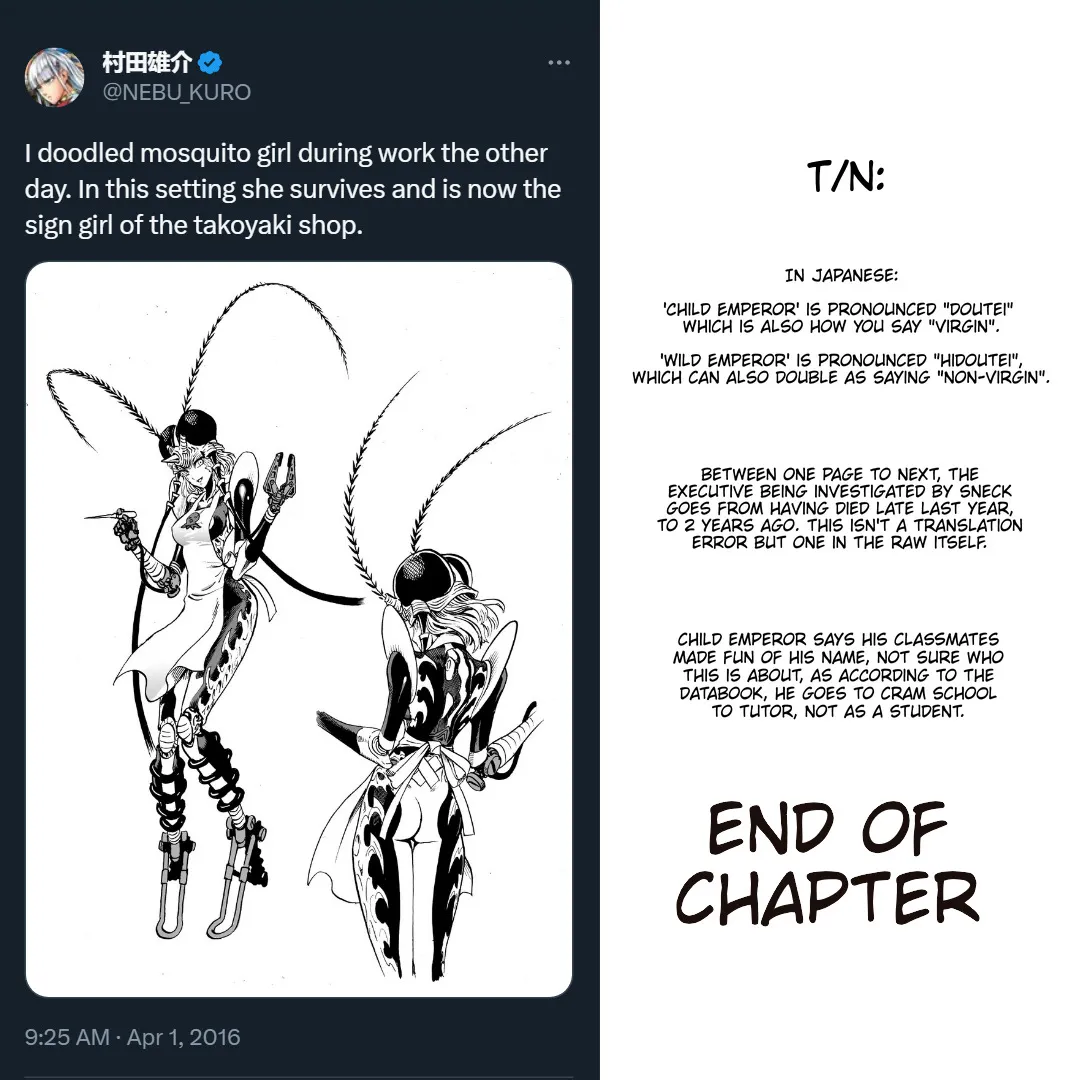 村田雄介
@NEBU_KURO
I doodled mosquito girl during work the other
day. In this setting she survives and is now the
sign girl of the takoyaki shop.
9:25 AM · Apr 1, 2016
T/N:
IN JAPANESE:
'CHILD EMPEROR' IS PRONOUNCED "DOUTEI"
WHICH IS ALSO HOW YOU SAY "VIRGIN".
'WILD EMPEROR' IS PRONOUNCED "HIDOUTEI",
WHICH CAN ALSO DOUBLE AS SAYING "NON-VIRGIN".
BETWEEN ONE PAGE TO NEXT, THE
EXECUTIVE BEING INVESTIGATED BY SNECK
GOES FROM HAVING DIED LATE LAST YEAR,
TO 2 YEARS AGO. THIS ISN'T A TRANSLATION
ERROR BUT ONE IN THE RAW ITSELF.
CHILD EMPEROR SAYS HIS CLASSMATES
MADE FUN OF HIS NAME, NOT SURE WHO
THIS IS ABOUT, AS ACCORDING TO THE
DATABOOK, HE GOES TO CRAM SCHOOL
TO TUTOR, NOT AS A STUDENT.
END OF
CHAPTER